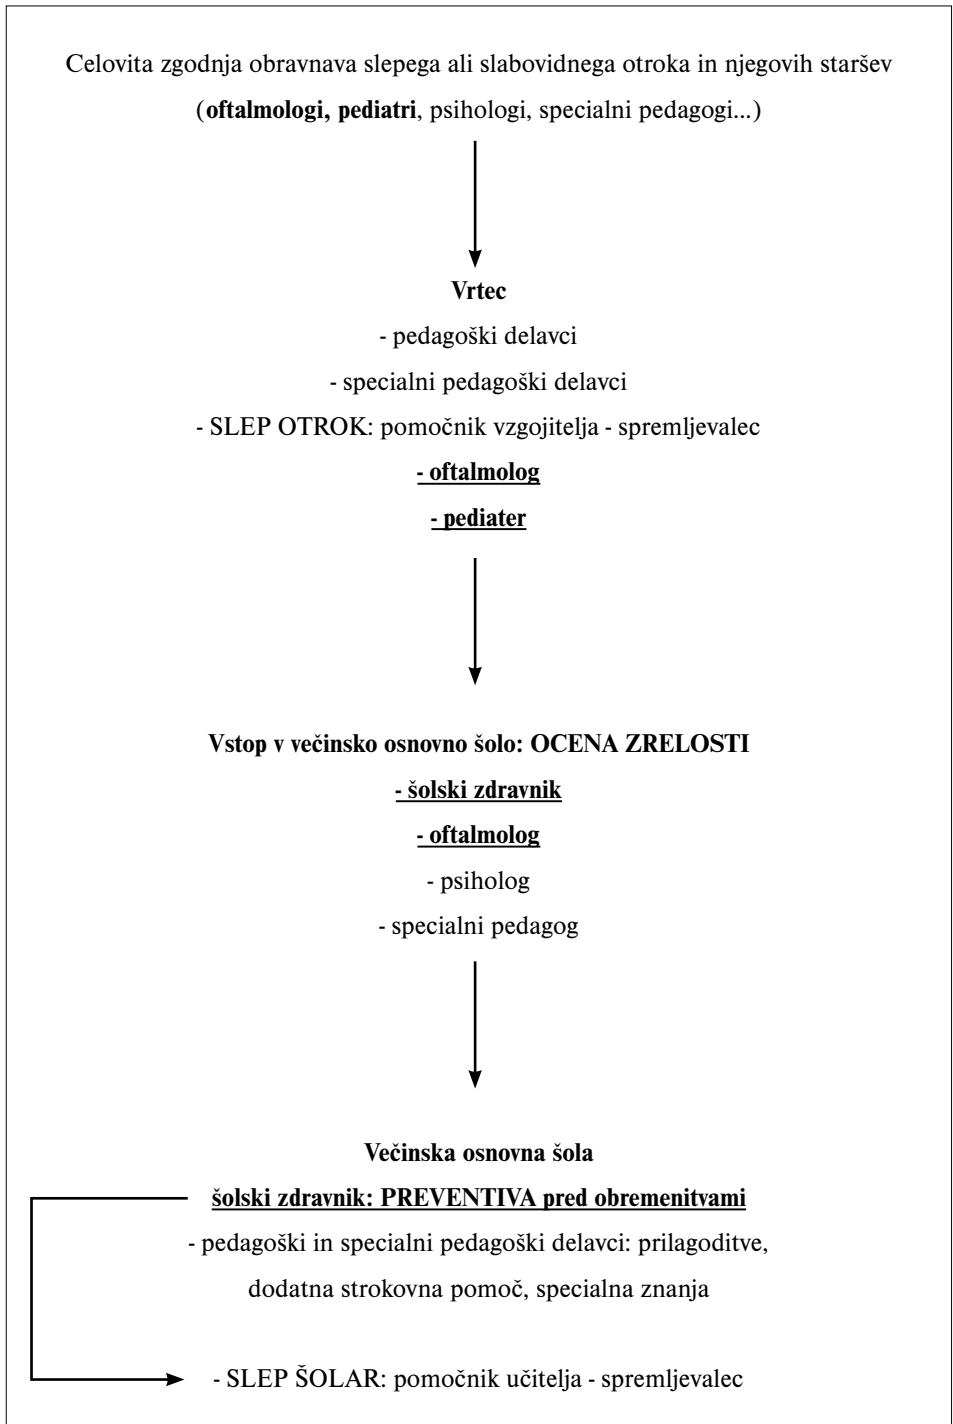 Celovita zgodnja obravnava slepega ali slabovidnega otroka in njegovih staršev
(oftalmologi, pediatri, psihologi, specialni pedagogi...)
Vrtec
- pedagoški delavci
- specialni pedagoški delavci
- SLEP OTROK: pomočnik vzgojitelja - spremljevalec
- oftalmolog
- pediater
Vstop v večinsko osnovno šolo: OCENA ZRELOSTI
- šolski zdravnik
- oftalmolog
- psiholog
- specialni pedagog
Večinska osnovna šola
šolski zdravnik: PREVENTIVA pred obremenitvami
- pedagoški in specialni pedagoški delavci: prilagoditve,
dodatna strokovna pomoč, specialna znanja
- SLEP ŠOLAR: pomočnik učitelja - spremljevalec